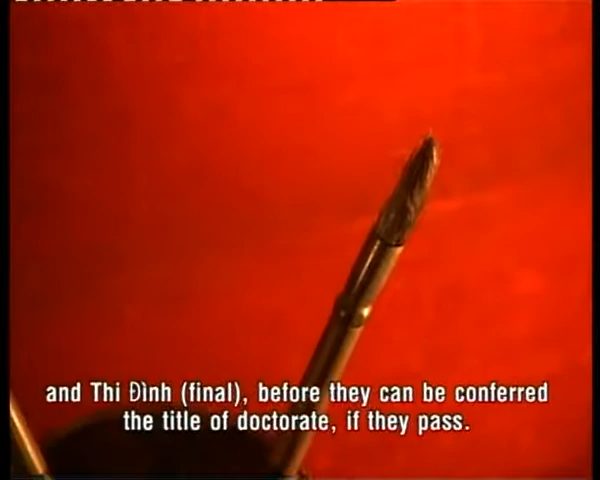 and Thi Đình (final), before they can be conferred
the title of doctorate, if they pass.